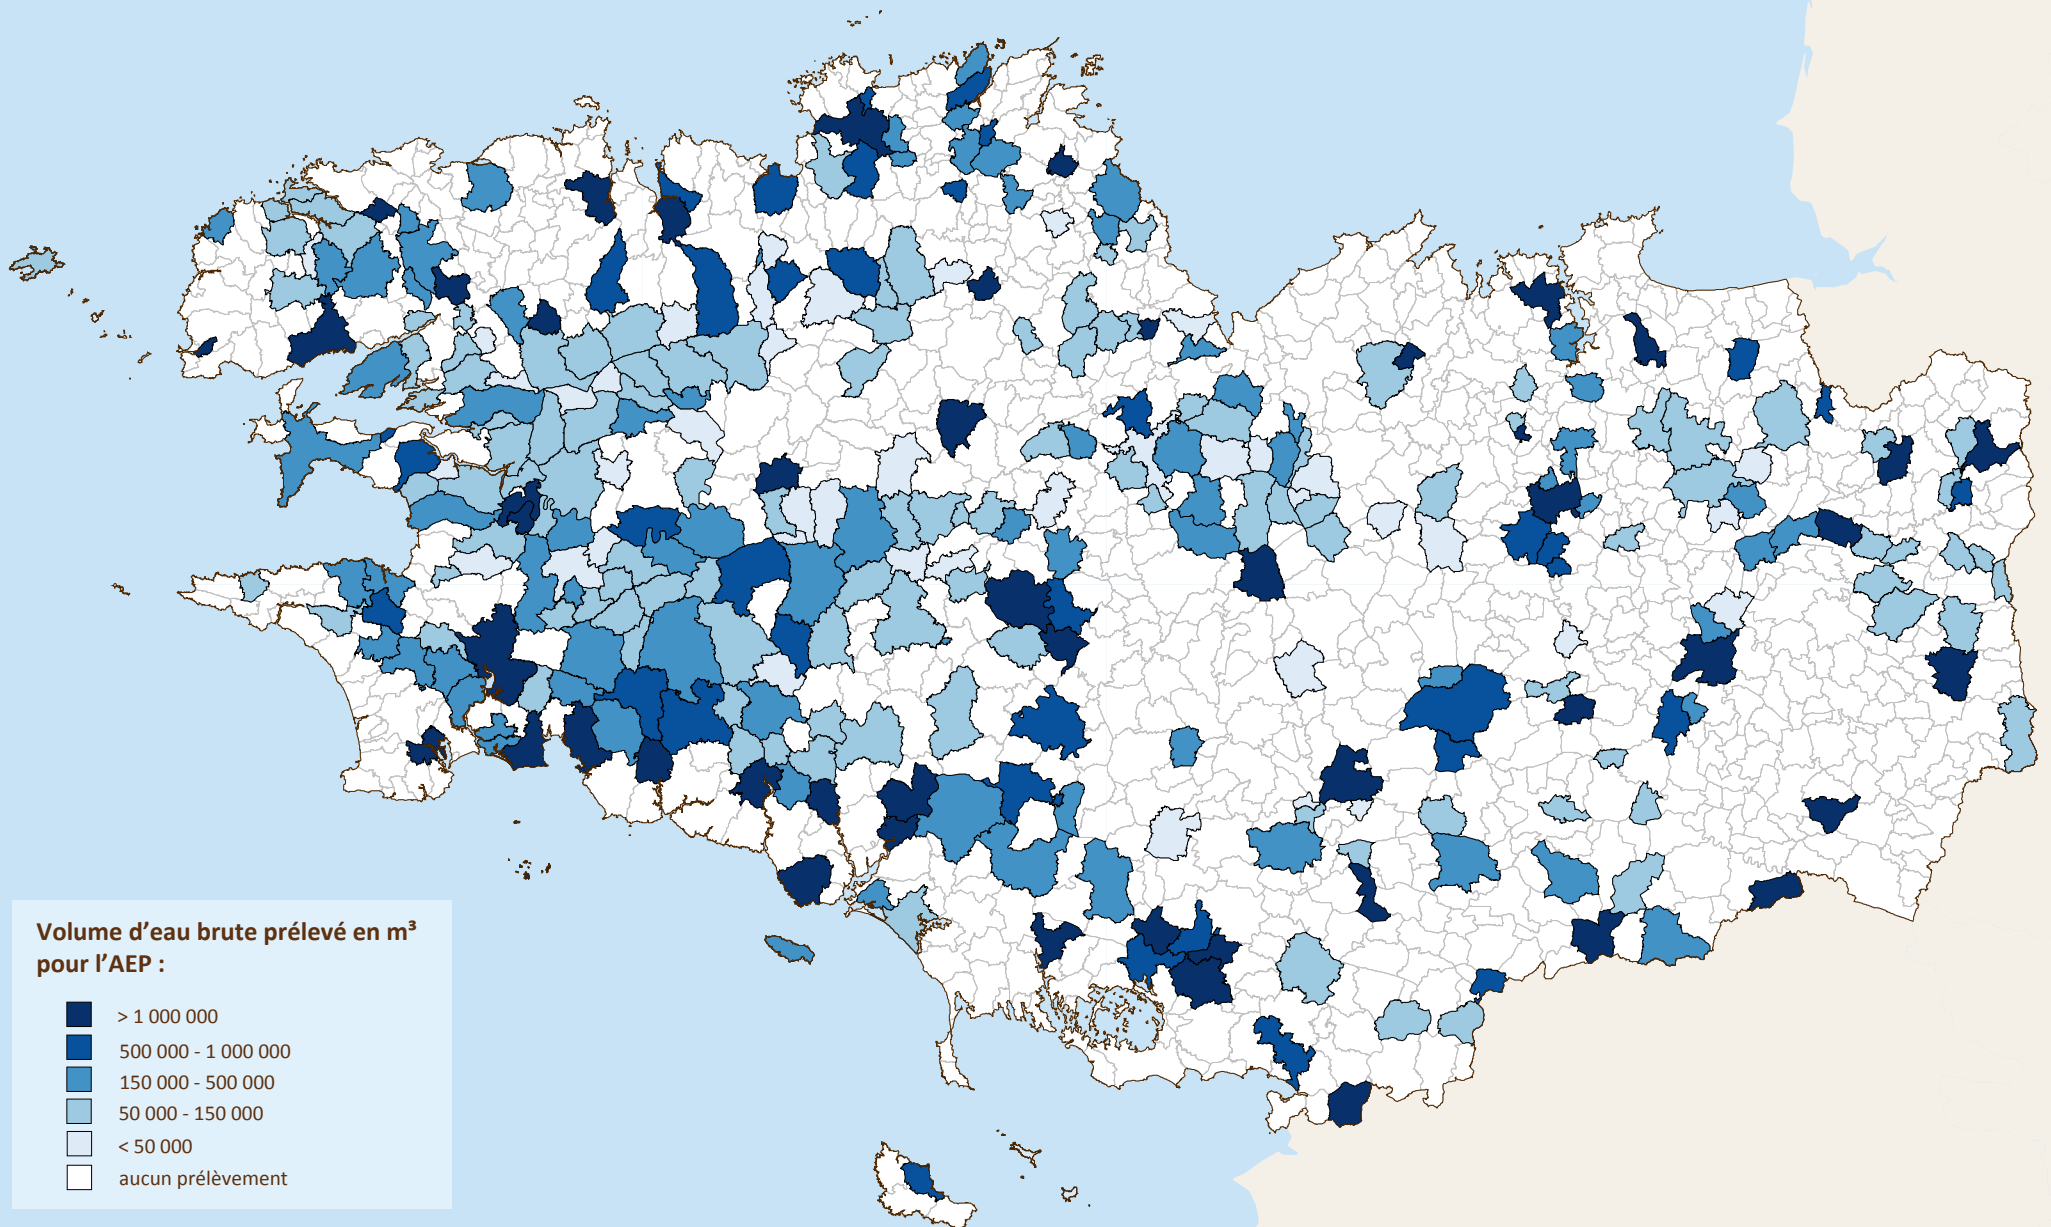 Volume d'eau brute prélevé en m³
pour l'AEP :
> 1 000 000
500 000 - 1 000 000
150 000 - 500 000
50 000 - 150 000
< 50 000
aucun prélèvement